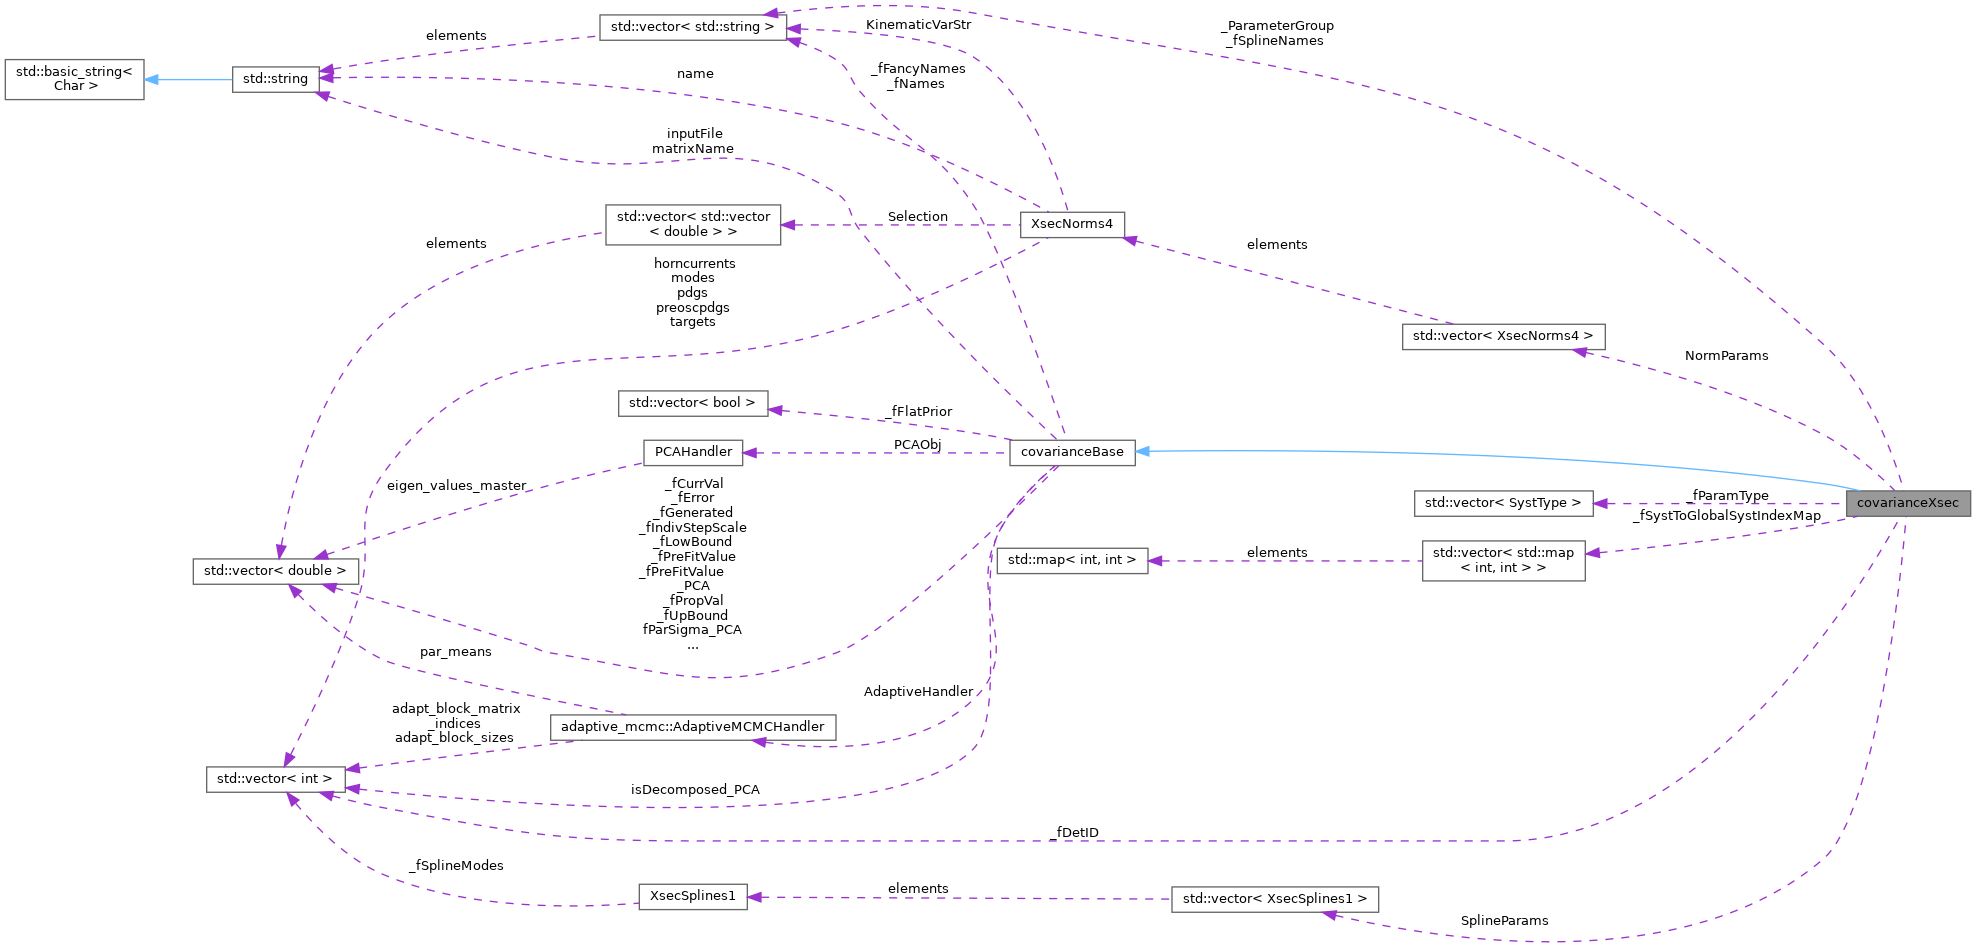 std::basic_string<
Char >
std::string
elements
std::vector< std::string >
KinematicVarStr
_ParameterGroup
_fSplineNames
name
_fFancyNames
_fNames
inputFile
matrixName
std::vector< std::vector
< double > >
Selection
XsecNorms4
elements
elements
horncurrents
modes
pdgs
preoscpdgs
targets
std::vector< XsecNorms4 >
NormParams
std::vector< bool >
_fFlatPrior
PCAHandler
PCAObj
covarianceBase
eigen_values_master
_fCurrVal
_fError
_fGenerated
_fIndivStepScale
_fLowBound
_fPreFitValue
_fPreFitValue
_PCA
_fPropVal
_fUpBound
fParSigma_PCA
...
std::vector< SystType >
_fParamType
covarianceXsec
_fSystToGlobalSystIndexMap
std::map< int, int >
elements
std::vector< std::map
< int, int > >
std::vector< double >
par_means
AdaptiveHandler
adapt_block_matrix
_indices
adapt_block_sizes
adaptive_mcmc::AdaptiveMCMCHandler
std::vector< int >
isDecomposed_PCA
_fDetID
_fSplineModes
XsecSplines1
elements
std::vector< XsecSplines1 >
SplineParams